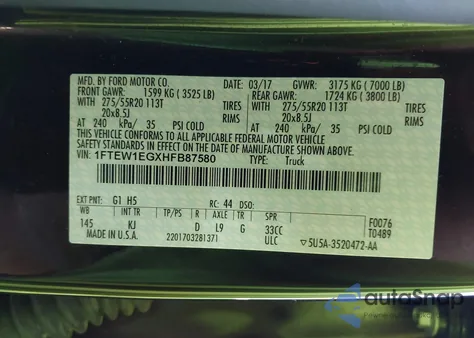 MFD. BY FORD MOTOR CO. 03/17 GVWR: 3175 KG ( 7000 LB)
FRONT GAWR: 1599 KG ( 3525 LB) REAR GAWR: 1724 KG ( 3800 LB)
WITH 275/55R20 113T TIRES WITH 275/55R20 113T TIRES
20x8.5J RIMS 20x8.5J RIMS
AT 240 kPa/ 35 PSI COLD AT 240 kPa/ 35 PSI COLD
THIS VEHICLE CONFORMS TO ALL APPLICABLE FEDERAL MOTOR VEHICLE SAFETY
STANDARDS IN EFFECT ON THE DATE OF MANUFACTURE SHOWN ABOVE.
VIN: 1FTEW1EGXHFB87580 TYPE: Truck
EXT PNT: G1 H5 RC: 44 DSO:
WB INT TR TP/PS R AXLE TR SPR F0076
145 KJ D L9 G 33CC T0489
MADE IN U.S.A. 2201703281371 ULC 5U5A-3520472-AA
autoSnap